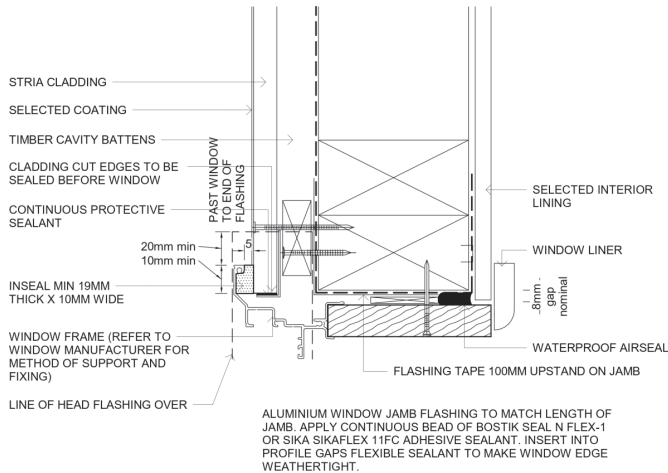 STRIA CLADDING
SELECTED COATING
TIMBER CAVITY BATTENS
CLADDING CUT EDGES TO BE
SEALED BEFORE WINDOW
CONTINUOUS PROTECTIVE
SEALANT
PAST WINDOW
TO END OF
FLASHING
5
20mm min
10mm min
INSEAL MIN 19MM
THICK X 10MM WIDE
WINDOW FRAME (REFER TO
WINDOW MANUFACTURER FOR
METHOD OF SUPPORT AND
FIXING)
LINE OF HEAD FLASHING OVER
SELECTED INTERIOR
LINING
WINDOW LINER
.8mm -
gap
nominal
WATERPROOF AIRSEAL
FLASHING TAPE 100MM UPSTAND ON JAMB
ALUMINIUM WINDOW JAMB FLASHING TO MATCH LENGTH OF
JAMB. APPLY CONTINUOUS BEAD OF BOSTIK SEAL N FLEX-1
OR SIKA SIKAFLEX 11FC ADHESIVE SEALANT. INSERT INTO
PROFILE GAPS FLEXIBLE SEALANT TO MAKE WINDOW EDGE
WEATHERTIGHT.